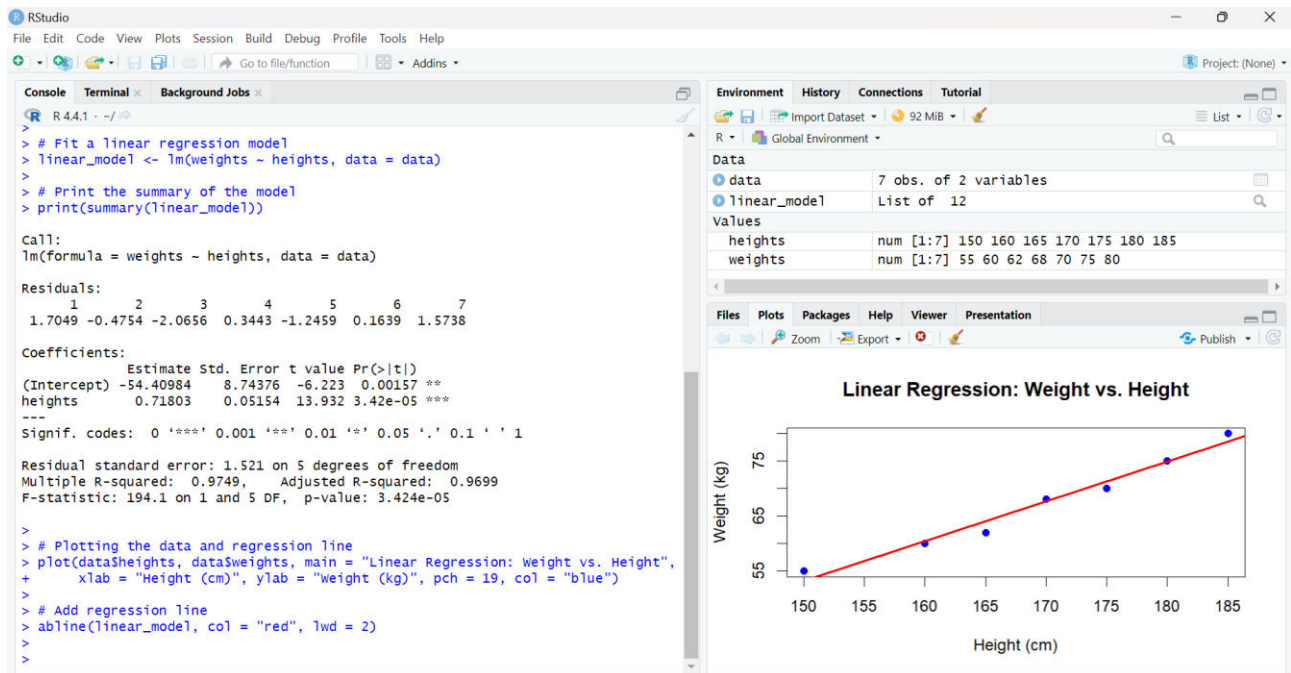 RStudio
File Edit Code View Plots Session Build Debug Profile Tools Help
Go to file/function Addins
Project: (None)
Console Terminal Background Jobs
R 4.4.1 · ~/
>
> # Fit a linear regression model
> linear_model <- lm(weights ~ heights, data = data)
>
> # Print the summary of the model
> print(summary(linear_model))
Call:
lm(formula = weights ~ heights, data = data)
Residuals:
1 2 3 4 5 6 7
1.7049 -0.4754 -2.0656 0.3443 -1.2459 0.1639 1.5738
Coefficients:
Estimate Std. Error t value Pr(>|t|)
(Intercept) -54.40984 8.74376 -6.223 0.00157 **
heights 0.71803 0.05154 13.932 3.42e-05 ***
---
Signif. codes: 0 ‘***’ 0.001 ‘**’ 0.01 ‘*’ 0.05 ‘.’ 0.1 ‘ ’ 1
Residual standard error: 1.521 on 5 degrees of freedom
Multiple R-squared: 0.9749, Adjusted R-squared: 0.9699
F-statistic: 194.1 on 1 and 5 DF, p-value: 3.424e-05
>
> # Plotting the data and regression line
> plot(data$heights, data$weights, main = "Linear Regression: Weight vs. Height",
+ xlab = "Height (cm)", ylab = "Weight (kg)", pch = 19, col = "blue")
>
> # Add regression line
> abline(linear_model, col = "red", lwd = 2)
>
>
Environment History Connections Tutorial
Import Dataset 92 MiB List
R Global Environment
Data
data 7 obs. of 2 variables
linear_model List of 12
Values
heights num [1:7] 150 160 165 170 175 180 185
weights num [1:7] 55 60 62 68 70 75 80
Files Plots Packages Help Viewer Presentation
Zoom Export Publish
Linear Regression: Weight vs. Height
Weight (kg)
75
65
55
150 155 160 165 170 175 180 185
Height (cm)